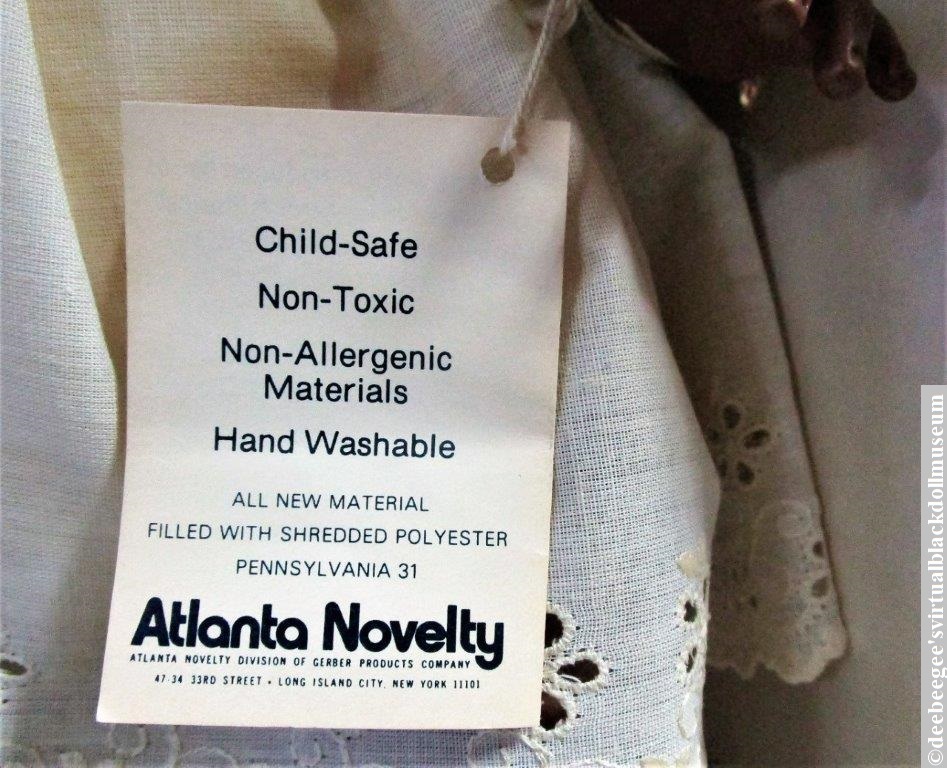 Child-Safe
Non-Toxic
Non-Allergenic
Materials
Hand Washable
ALL NEW MATERIAL
FILLED WITH SHREDDED POLYESTER
PENNSYLVANIA 31
Atlanta Novelty
ATLANTA NOVELTY DIVISION OF GERBER PRODUCTS COMPANY
47-34 33RD STREET • LONG ISLAND CITY, NEW YORK 11101
©deebeegee'svirtualblackdollmuseum